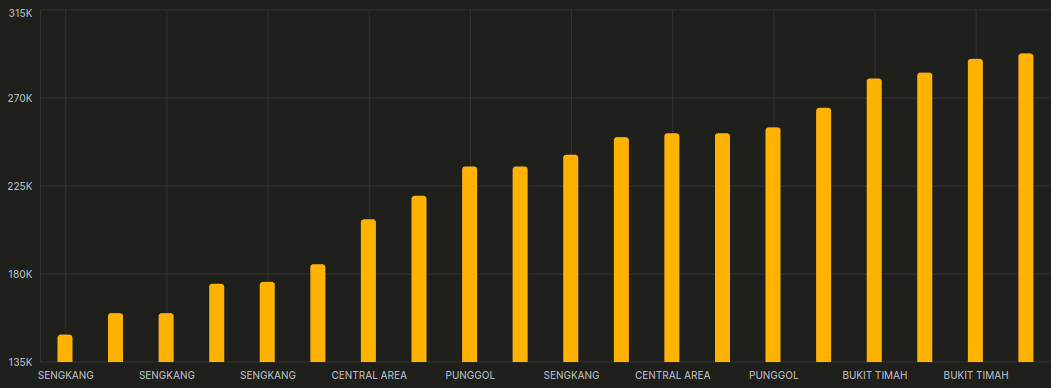 315K
270K
225K
180K
135K
SENGKANG SENGKANG SENGKANG CENTRAL AREA PUNGGOL SENGKANG CENTRAL AREA PUNGGOL BUKIT TIMAH BUKIT TIMAH